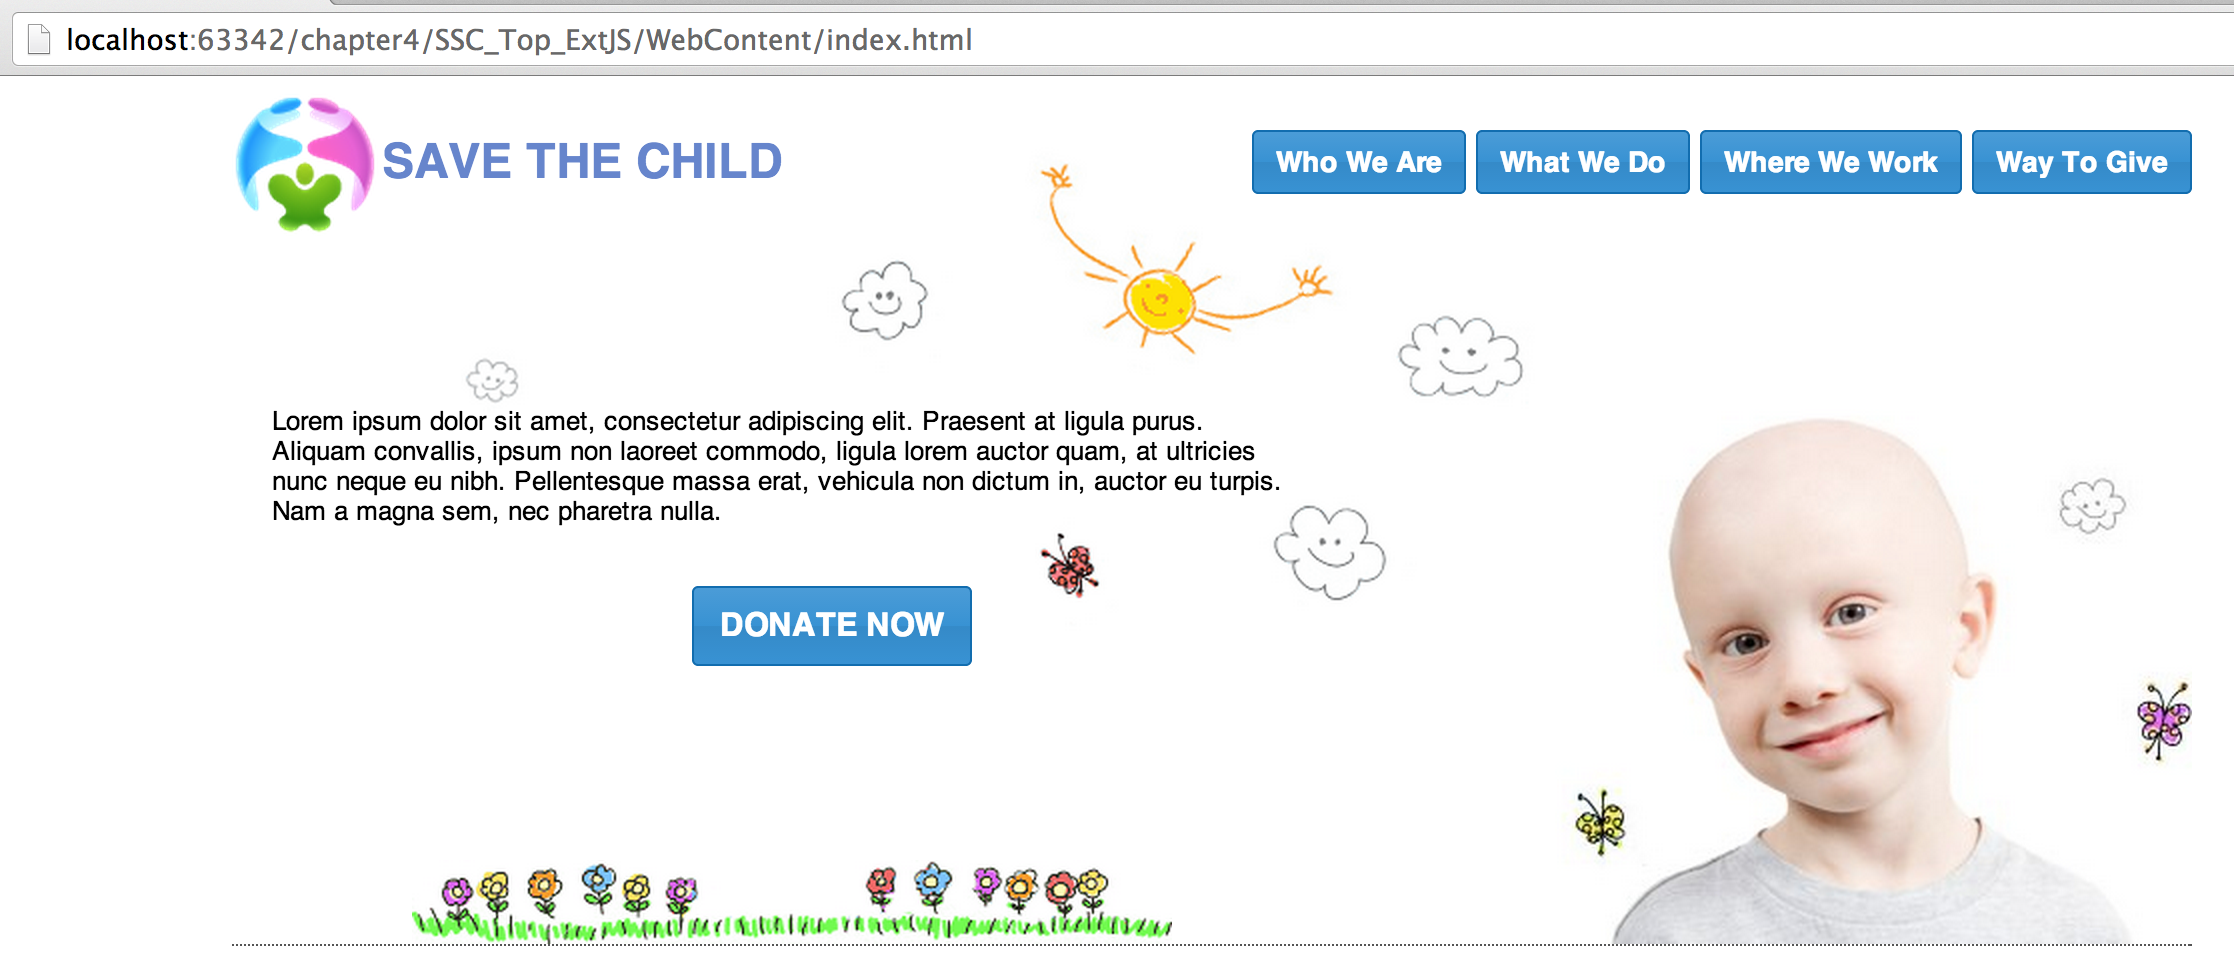 localhost:63342/chapter4/SSC_Top_ExtJS/WebContent/index.html
SAVE THE CHILD
Who We Are
What We Do
Where We Work
Way To Give
Lorem ipsum dolor sit amet, consectetur adipiscing elit. Praesent at ligula purus.
Aliquam convallis, ipsum non laoreet commodo, ligula lorem auctor quam, at ultricies
nunc neque eu nibh. Pellentesque massa erat, vehicula non dictum in, auctor eu turpis.
Nam a magna sem, nec pharetra nulla.
DONATE NOW